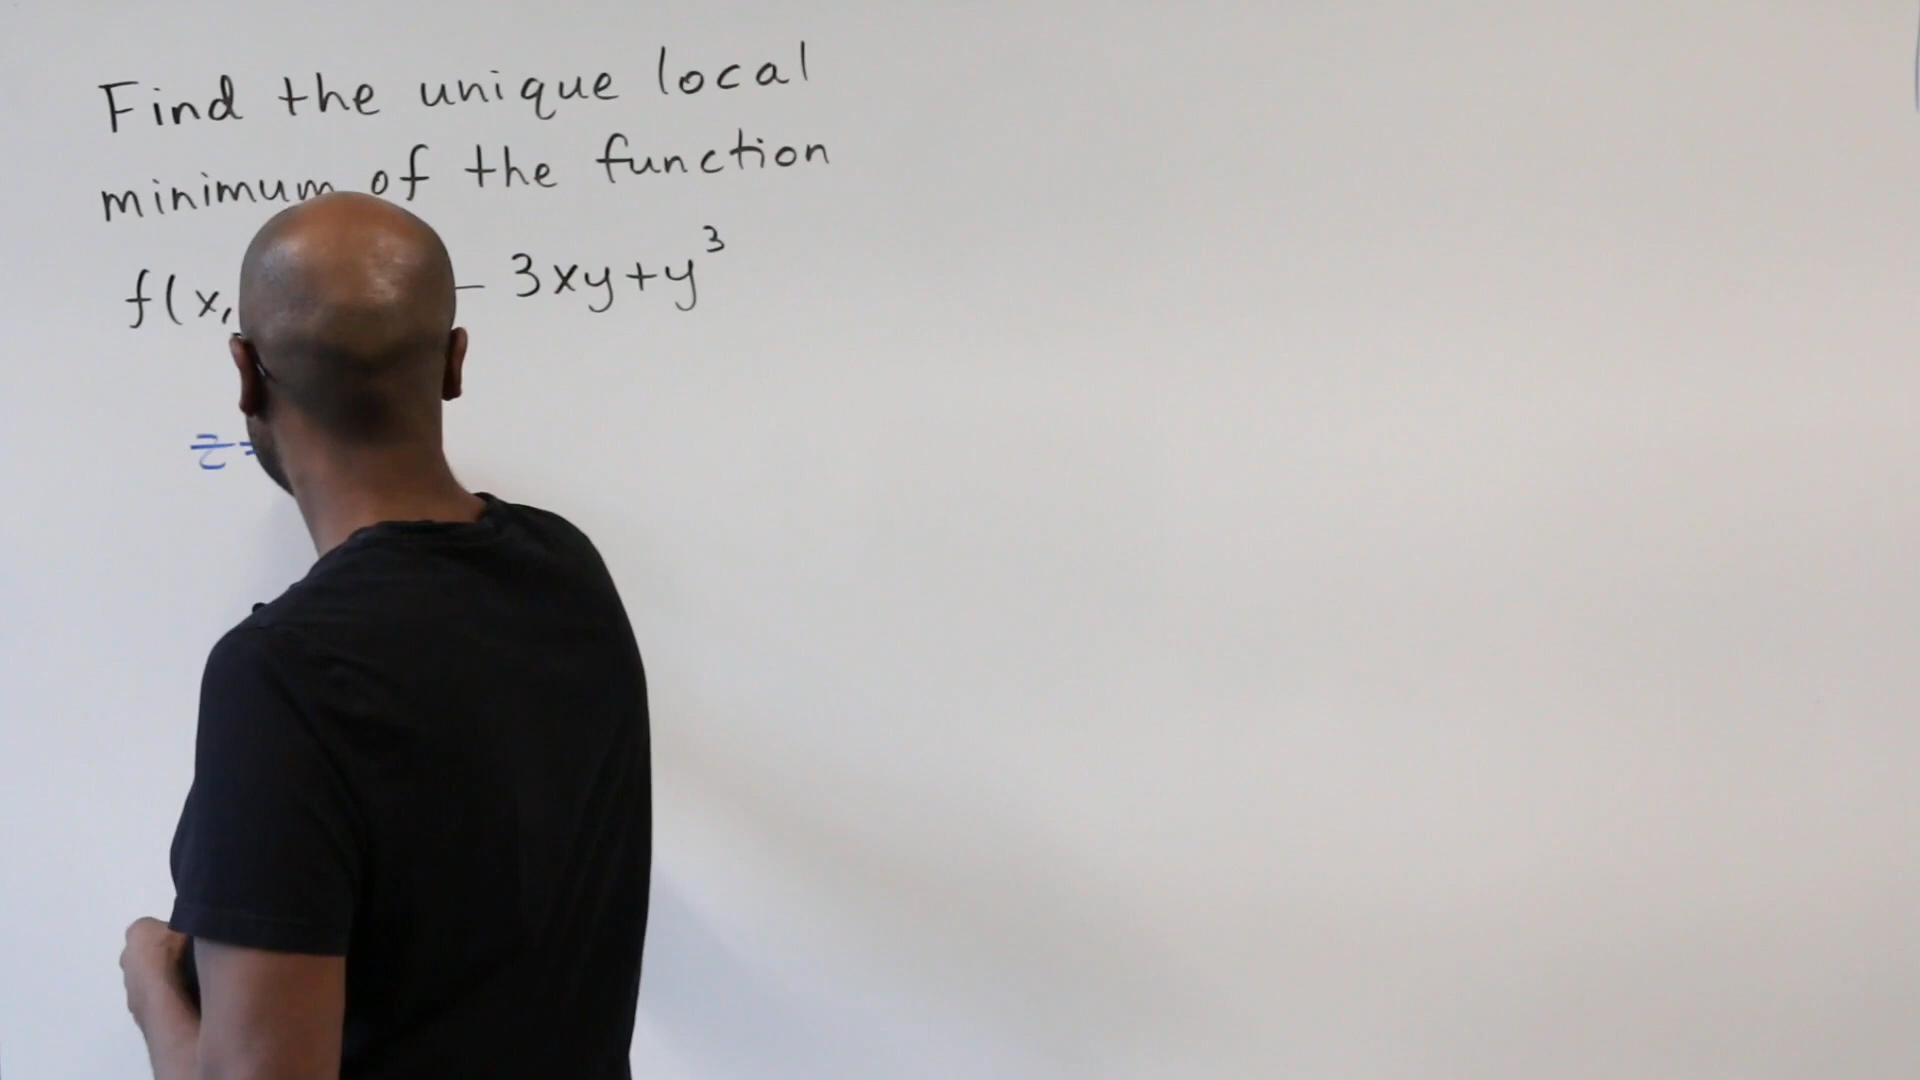 Find the unique local
minimum of the function
f(x, - 3xy+y³
z=